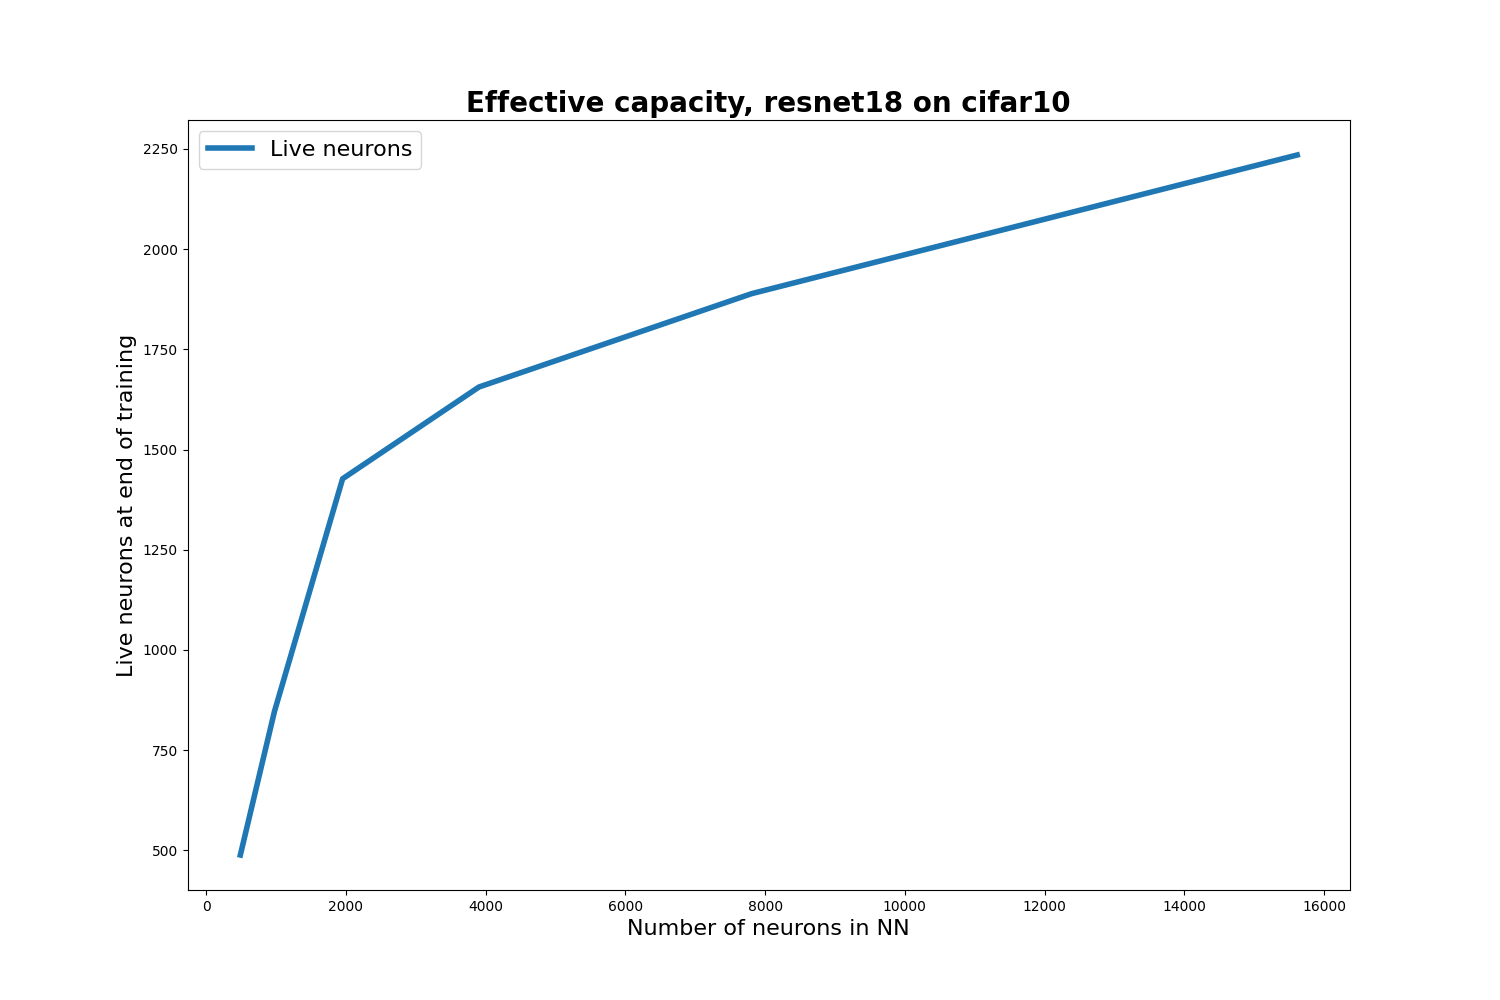 Effective capacity, resnet18 on cifar10
Live neurons
2250
2000
1750
1500
1250
1000
750
500
Live neurons at end of training
0 2000 4000 6000 8000 10000 12000 14000 16000
Number of neurons in NN